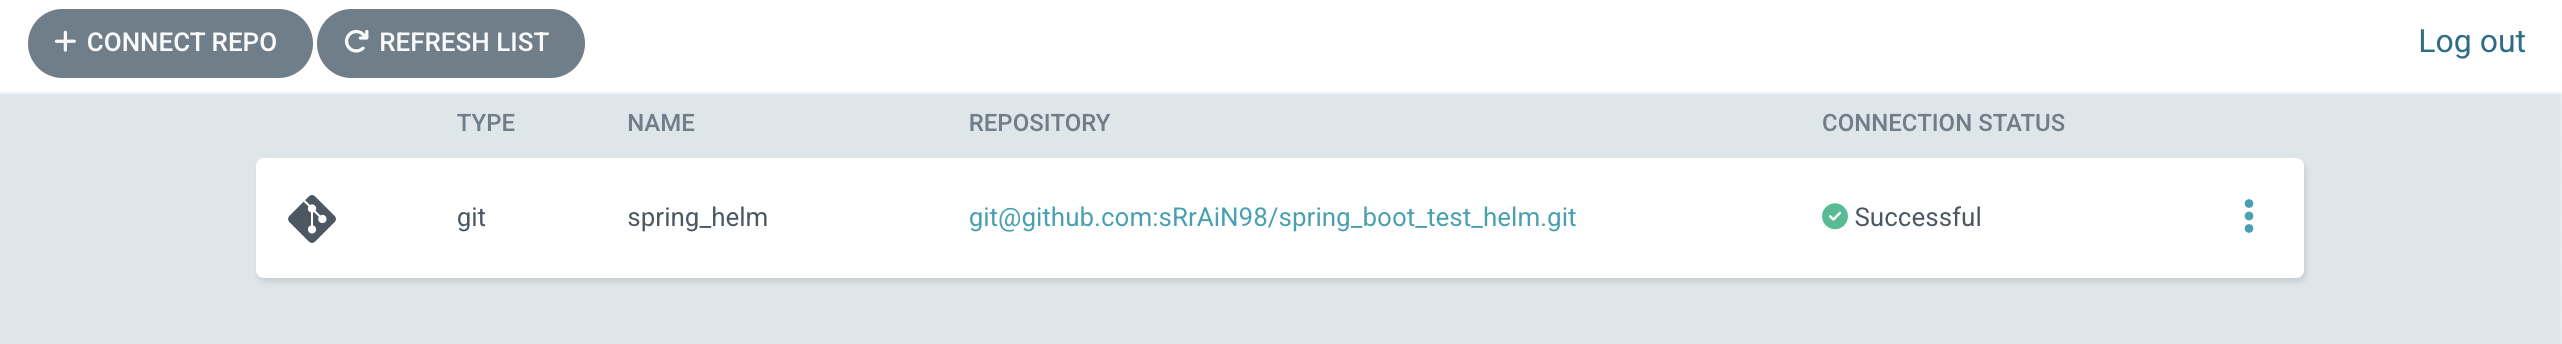 CONNECT REPO REFRESH LIST Log out
TYPE NAME REPOSITORY CONNECTION STATUS
git spring_helm git@github.com:sRrAiN98/spring_boot_test_helm.git Successful